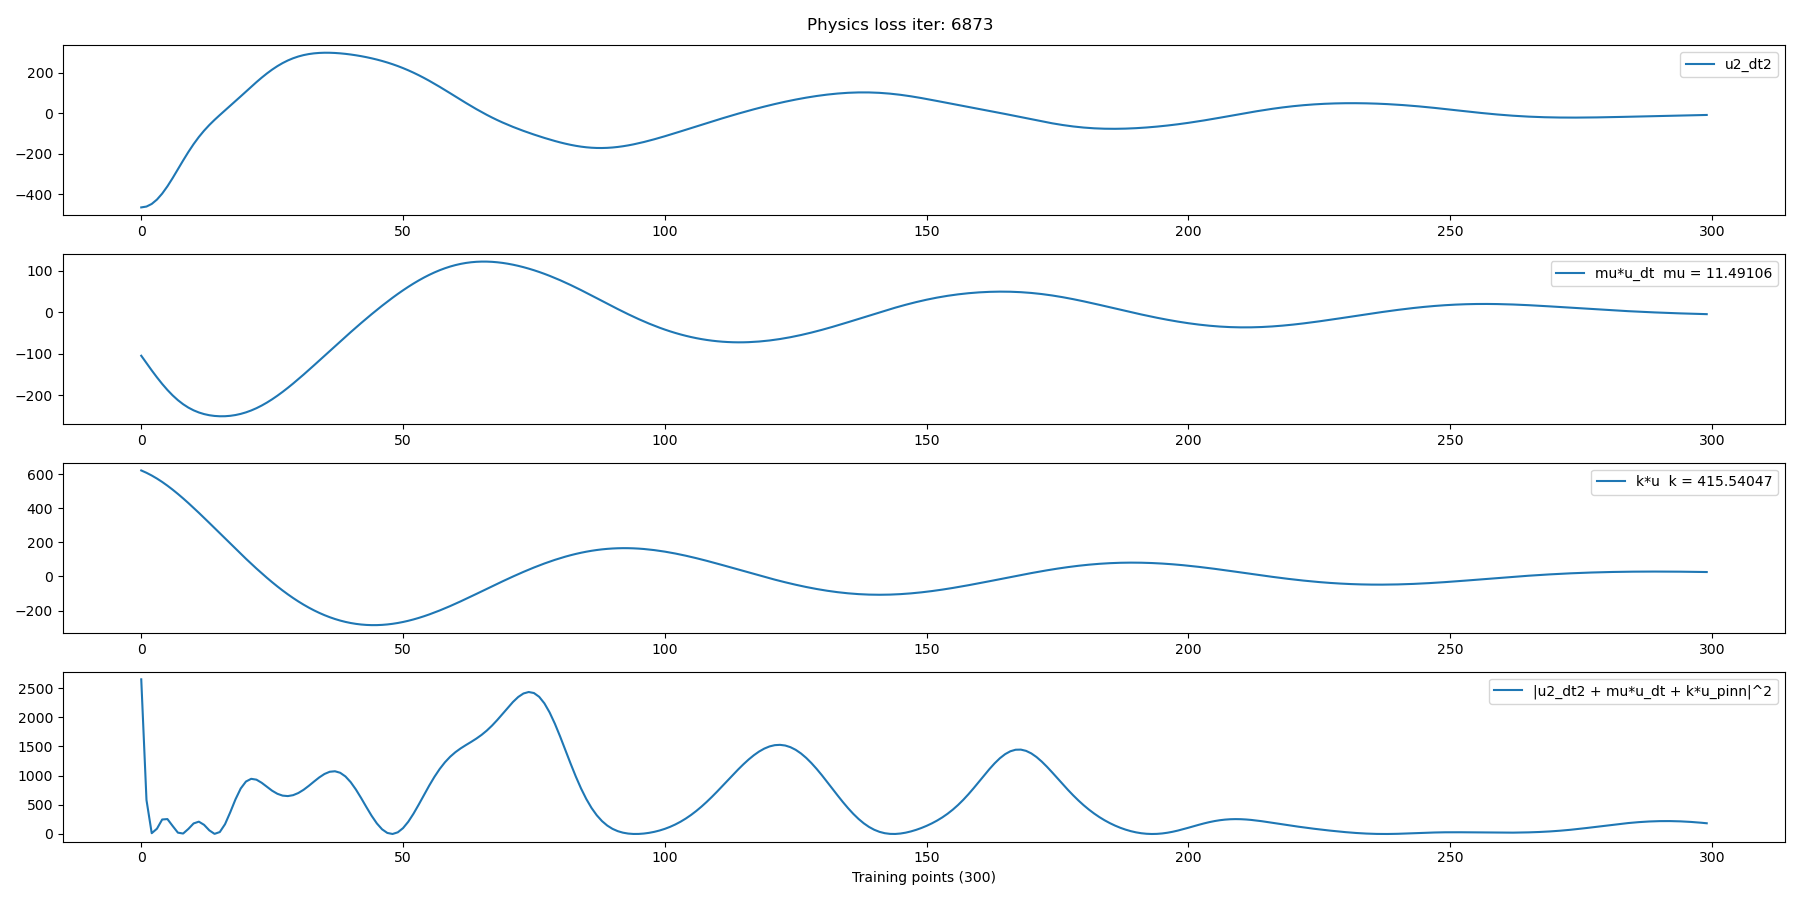 Physics loss iter: 6873
u2_dt2
200
0
−200
−400
0 50 100 150 200 250 300
mu*u_dt mu = 11.49106
100
0
−100
−200
0 50 100 150 200 250 300
k*u k = 415.54047
600
400
200
0
−200
0 50 100 150 200 250 300
|u2_dt2 + mu*u_dt + k*u_pinn|^2
2500
2000
1500
1000
500
0
0 50 100 150 200 250 300
Training points (300)